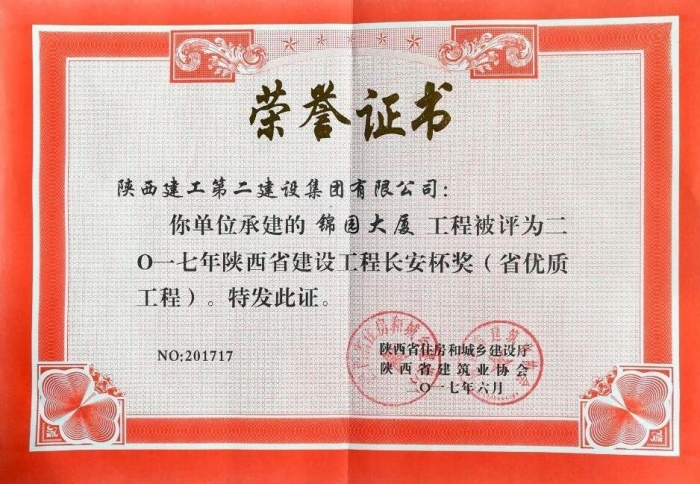 荣誉证书
陕西建工第二建设集团有限公司：
你单位承建的 锦园大厦 工程被评为二
〇一七年陕西省建设工程长安杯奖（省优质
工程）。特发此证。
NO:201717
陕西省住房和城乡建设厅
陕西省建筑业协会
二〇一七年六月